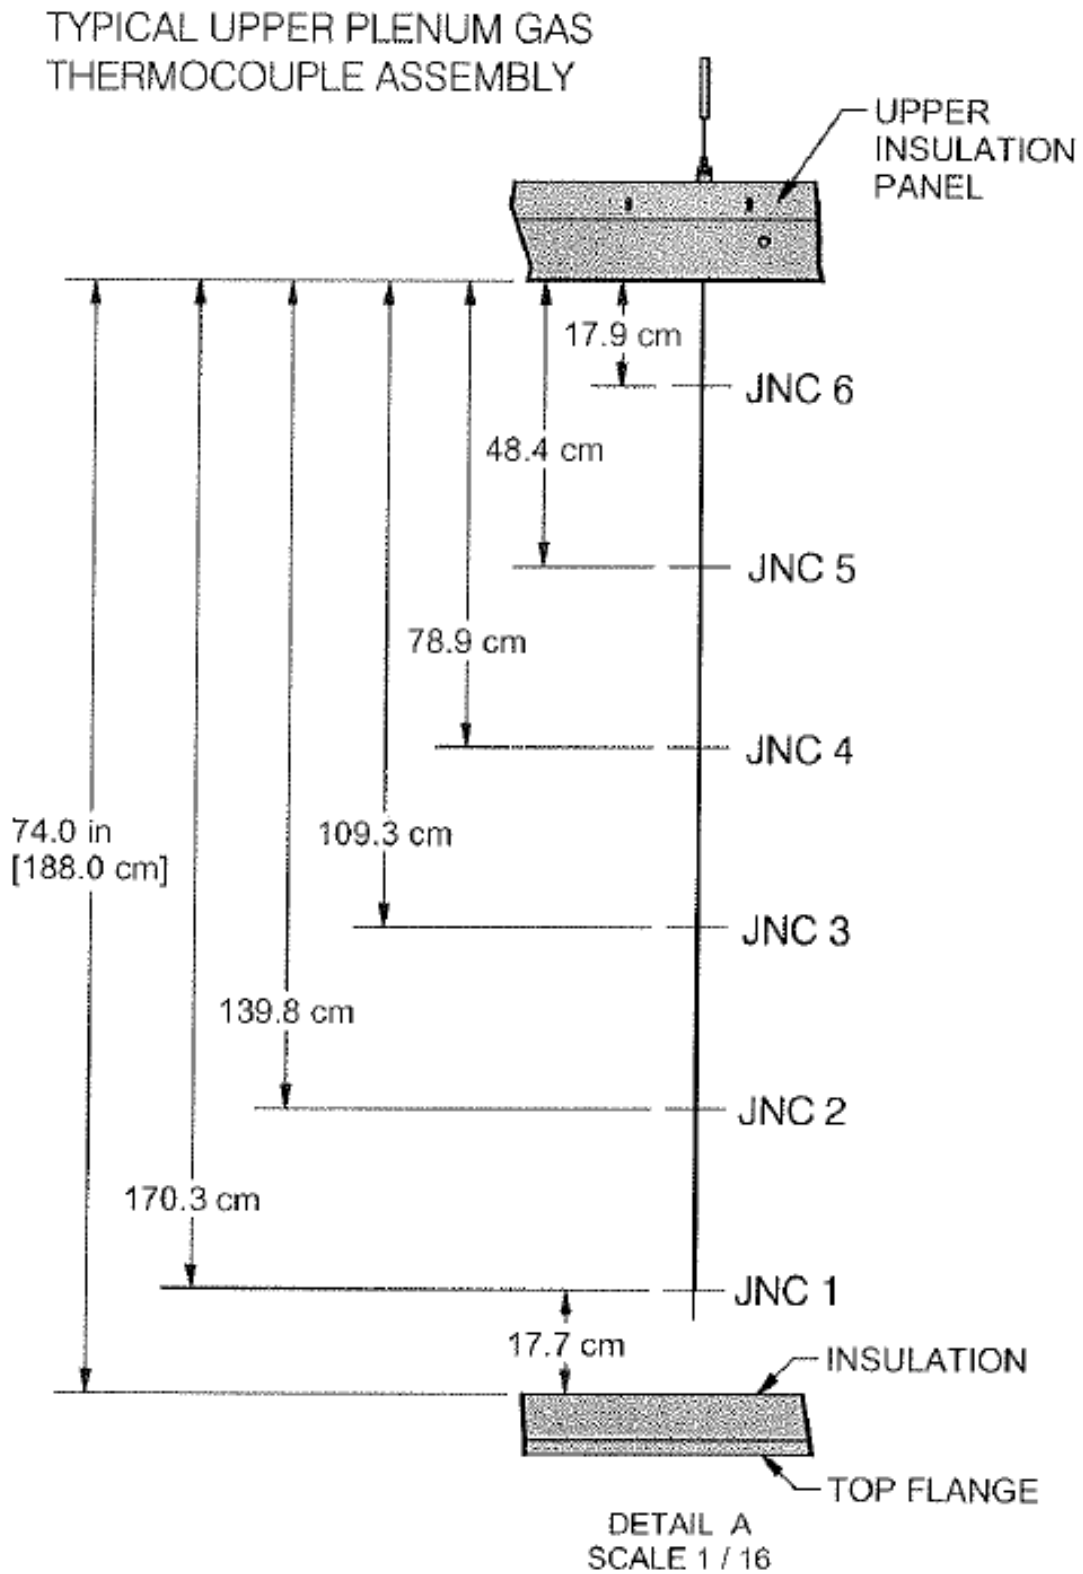 TYPICAL UPPER PLENUM GAS
THERMOCOUPLE ASSEMBLY
UPPER
INSULATION
PANEL
17.9 cm
JNC 6
48.4 cm
JNC 5
78.9 cm
JNC 4
74.0 in
[188.0 cm]
109.3 cm
JNC 3
139.8 cm
JNC 2
170.3 cm
JNC 1
17.7 cm
INSULATION
TOP FLANGE
DETAIL A
SCALE 1 / 16